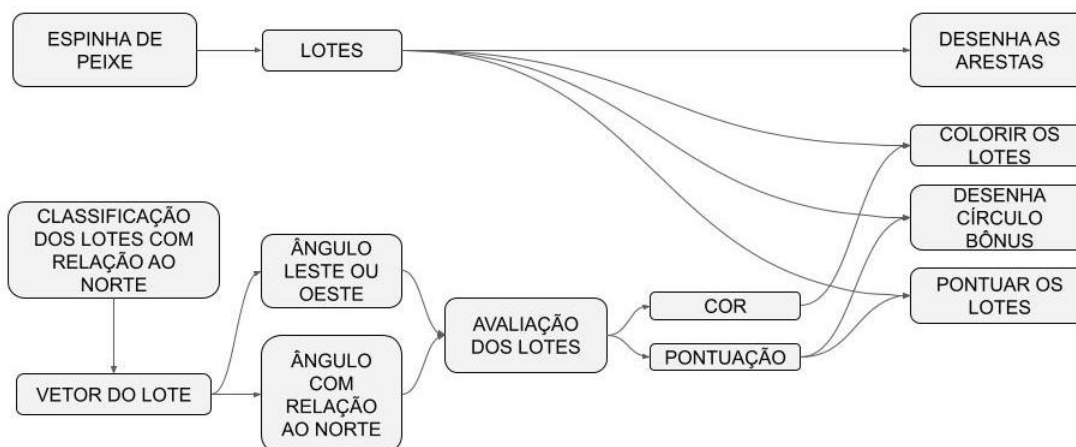 ESPINHA DE
PEIXE
LOTES
DESENHA AS
ARESTAS
COLORIR OS
LOTES
DESENHA
CÍRCULO
BÔNUS
PONTUAR OS
LOTES
CLASSIFICAÇÃO
DOS LOTES COM
RELAÇÃO AO
NORTE
VETOR DO LOTE
ÂNGULO
LESTE OU
OESTE
ÂNGULO
COM
RELAÇÃO
AO NORTE
AVALIAÇÃO
DOS LOTES
COR
PONTUAÇÃO